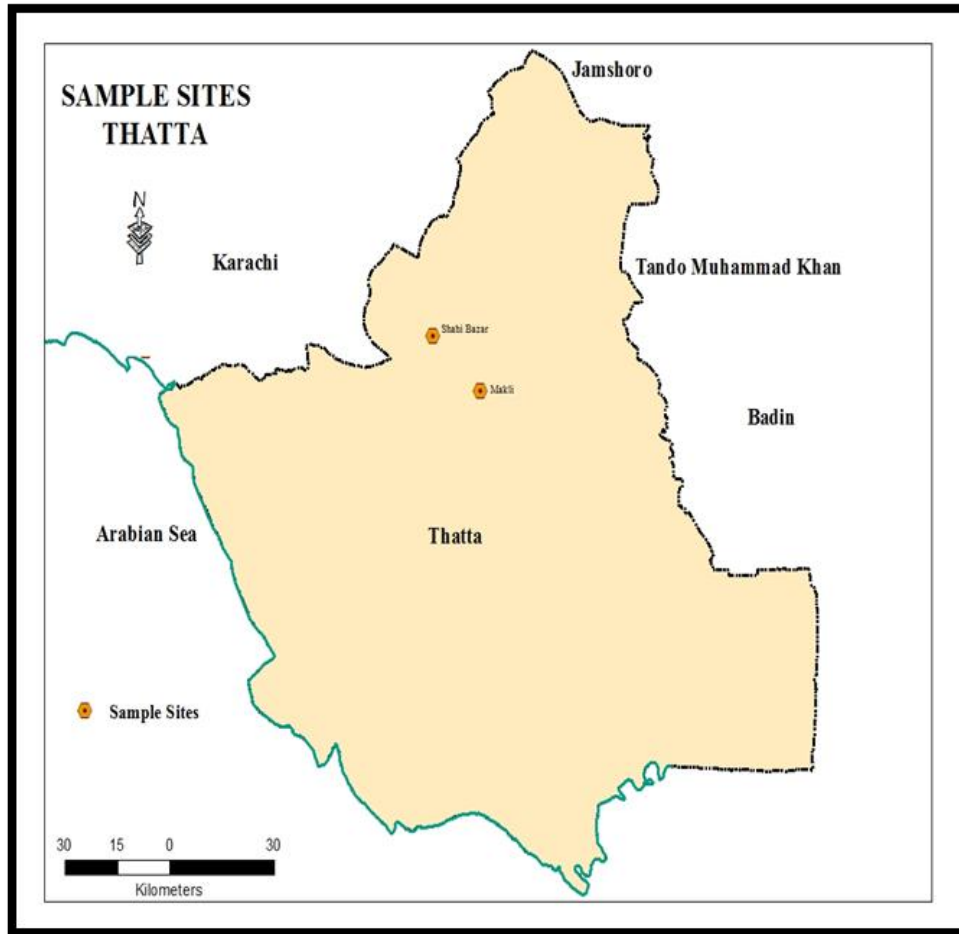 SAMPLE SITES
THATTA
N
Jamshoro
Karachi
Tando Muhammad Khan
Shahi Bazar
Makli
Badin
Arabian Sea
Thatta
Sample Sites
30 15 0 30
Kilometers